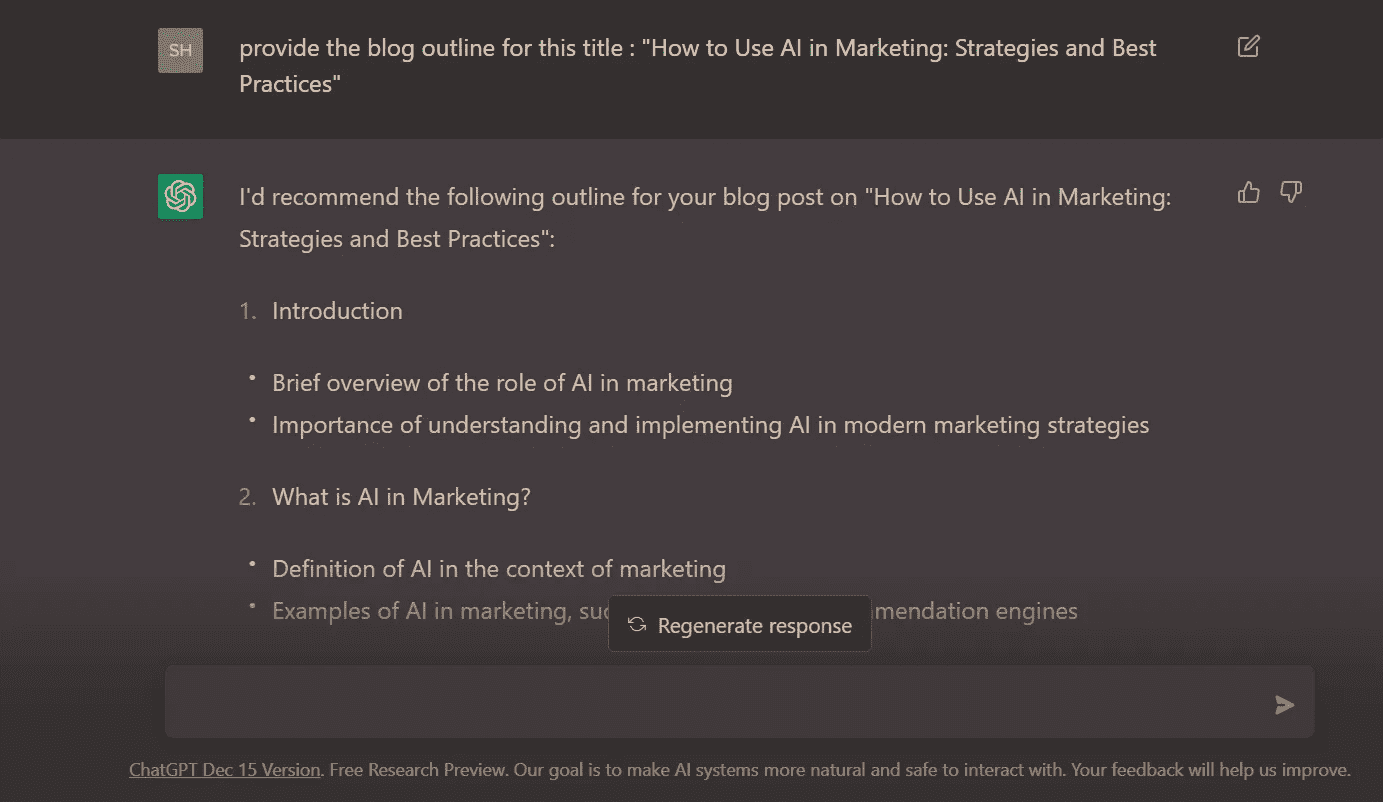 SH
provide the blog outline for this title : "How to Use AI in Marketing: Strategies and Best
Practices"
I'd recommend the following outline for your blog post on "How to Use AI in Marketing:
Strategies and Best Practices":
1. Introduction
• Brief overview of the role of AI in marketing
• Importance of understanding and implementing AI in modern marketing strategies
2. What is AI in Marketing?
• Definition of AI in the context of marketing
• Examples of AI in marketing, engines
Regenerate response
ChatGPT Dec 15 Version. Free Research Preview. Our goal is to make AI systems more natural and safe to interact with. Your feedback will help us improve.